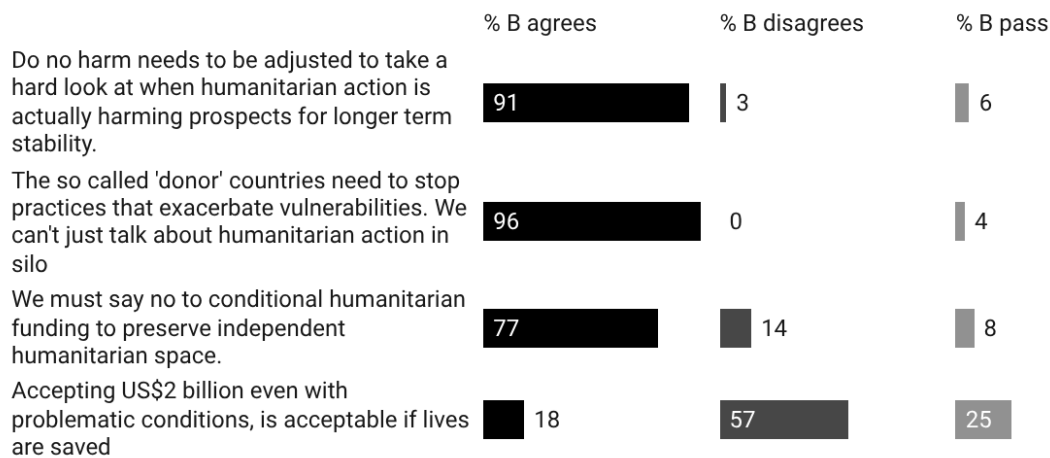 % B agrees % B disagrees % B pass
Do no harm needs to be adjusted to take a
hard look at when humanitarian action is
actually harming prospects for longer term
stability.
91 3 6
The so called 'donor' countries need to stop
practices that exacerbate vulnerabilities. We
can't just talk about humanitarian action in
silo
96 0 4
We must say no to conditional humanitarian
funding to preserve independent
humanitarian space.
77 14 8
Accepting US$2 billion even with
problematic conditions, is acceptable if lives
are saved
18 57 25